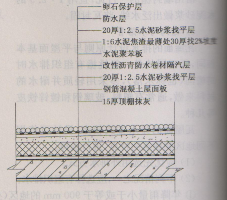 卵石保护层
防水层
20厚1:2.5水泥砂浆找平层
1:6水泥焦渣最薄处30厚找2%坡度
水泥聚苯板
改性沥青防水卷材隔汽层
20厚1:2.5水泥砂浆找平层
钢筋混凝土屋面板
15厚顶棚抹灰